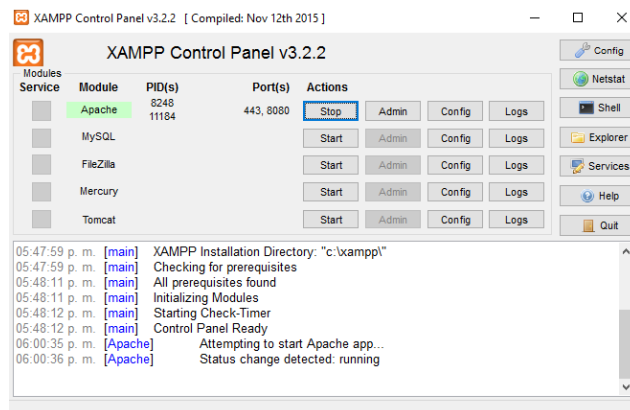 XAMPP Control Panel v3.2.2 [ Compiled: Nov 12th 2015 ]
XAMPP Control Panel v3.2.2
Config
Modules
Service Module PID(s) Port(s) Actions
Netstat
Apache 8248 11184 443, 8080 Stop Admin Config Logs
Shell
MySQL Start Admin Config Logs
Explorer
FileZilla Start Admin Config Logs
Services
Mercury Start Admin Config Logs
Help
Tomcat Start Admin Config Logs
Quit
05:47:59 p. m. [main] XAMPP Installation Directory: "c:\xampp\"
05:47:59 p. m. [main] Checking for prerequisites
05:48:11 p. m. [main] All prerequisites found
05:48:11 p. m. [main] Initializing Modules
05:48:12 p. m. [main] Starting Check-Timer
05:48:12 p. m. [main] Control Panel Ready
06:00:35 p. m. [Apache] Attempting to start Apache app...
06:00:36 p. m. [Apache] Status change detected: running